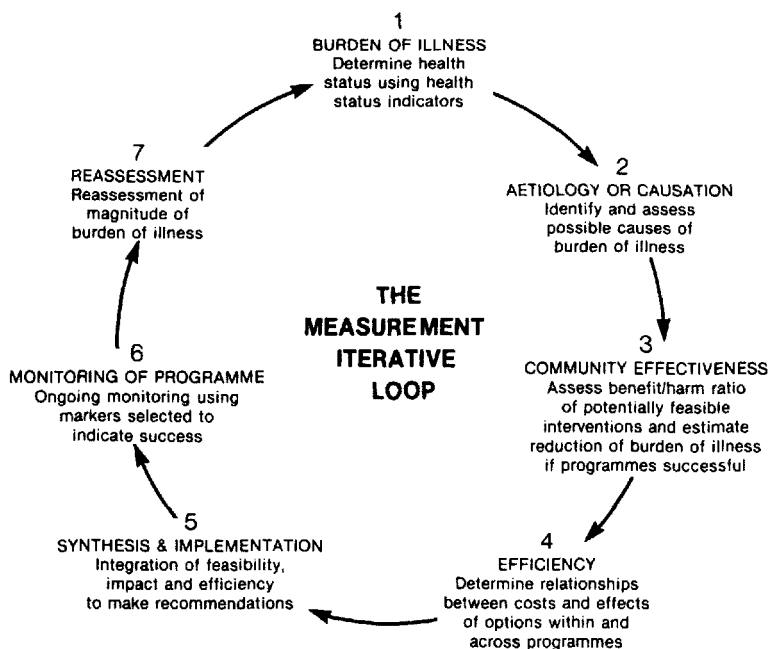 1
BURDEN OF ILLNESS
Determine health
status using health
status indicators
2
AETIOLOGY OR CAUSATION
Identify and assess
possible causes of
burden of illness
3
COMMUNITY EFFECTIVENESS
Assess benefit/harm ratio
of potentially feasible
interventions and estimate
reduction of burden of illness
if programmes successful
4
EFFICIENCY
Determine relationships
between costs and effects
of options within and
across programmes
5
SYNTHESIS & IMPLEMENTATION
Integration of feasibility,
impact and efficiency
to make recommendations
6
MONITORING OF PROGRAMME
Ongoing monitoring using
markers selected to
indicate success
7
REASSESSMENT
Reassessment of
magnitude of
burden of illness
THE
MEASUREMENT
ITERATIVE
LOOP